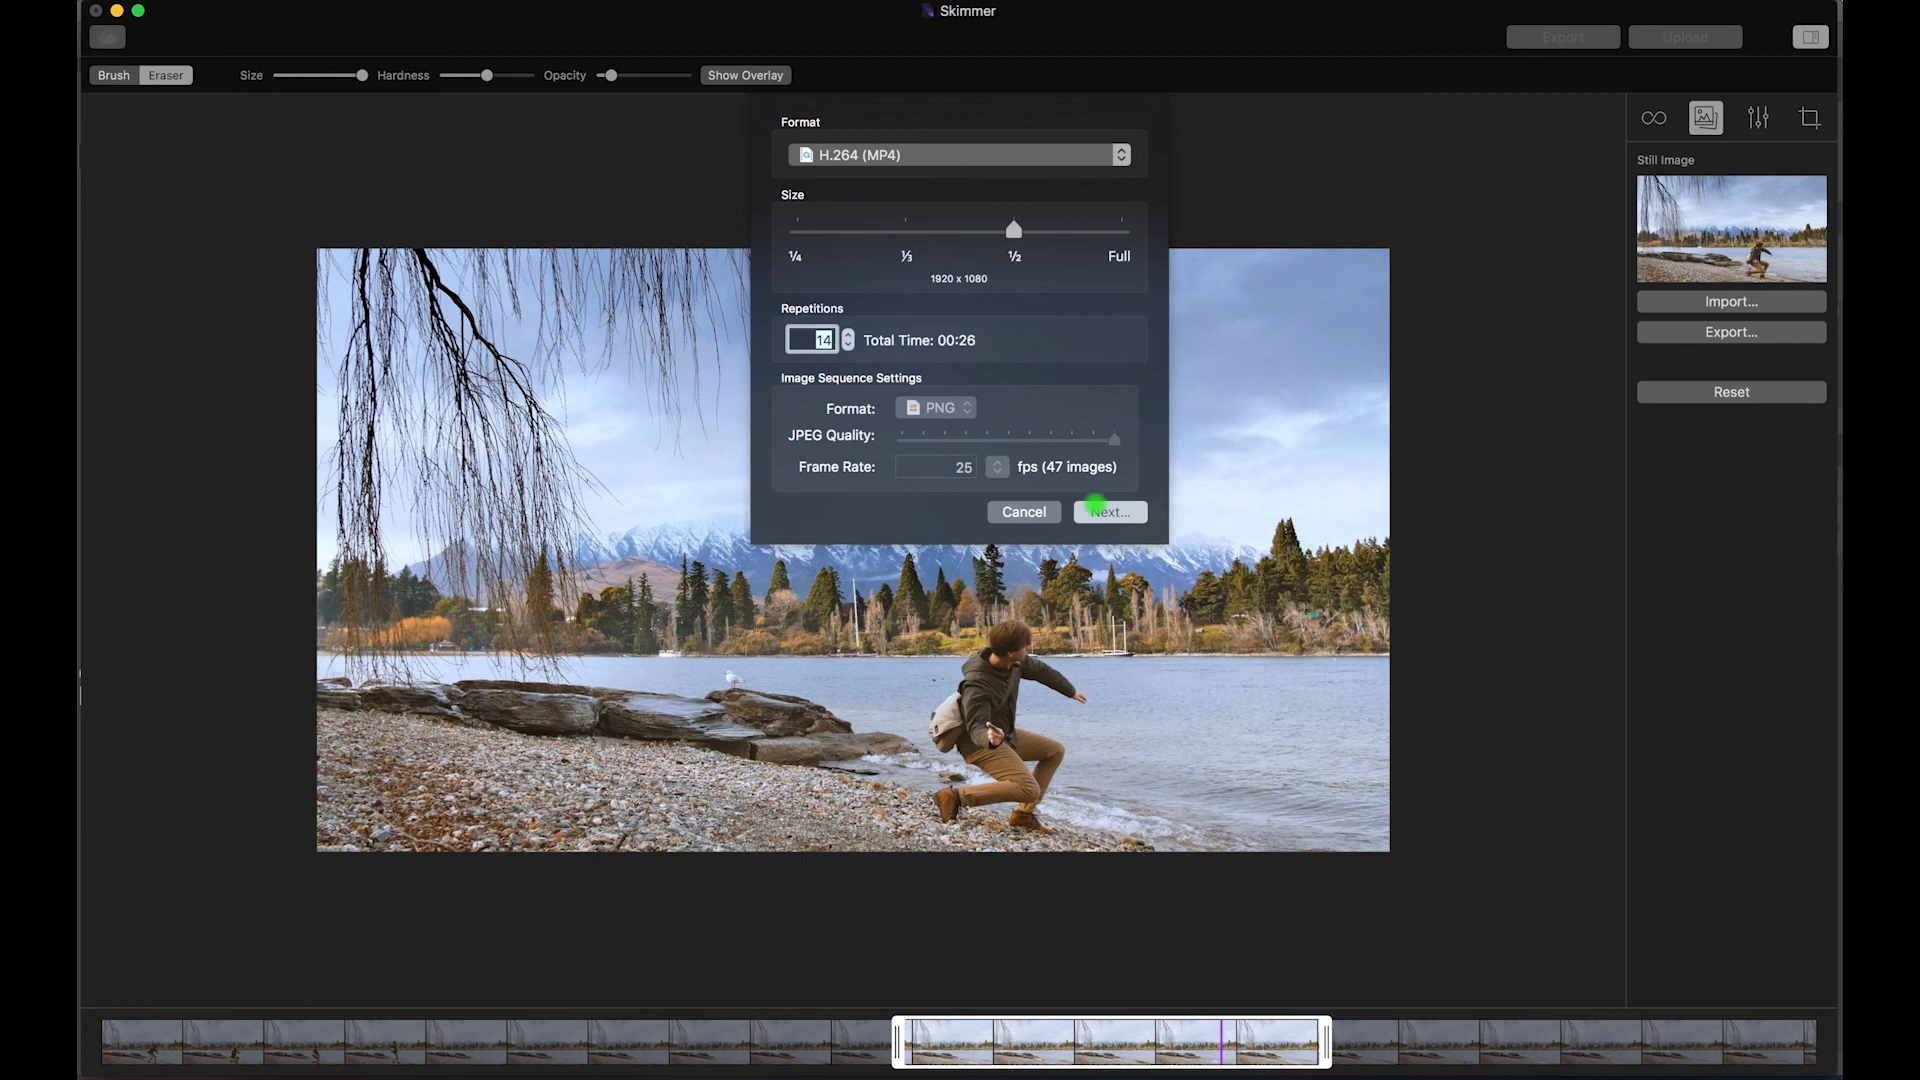 Skimmer
Export
Upload
Brush
Eraser
Size
Hardness
Opacity
Show Overlay
Format
H.264 (MP4)
Size
¼
⅓
½
Full
1920 x 1080
Repetitions
14
Total Time: 00:26
Image Sequence Settings
Format:
PNG
JPEG Quality:
Frame Rate:
25
fps (47 images)
Cancel
Next...
Still Image
Import...
Export...
Reset